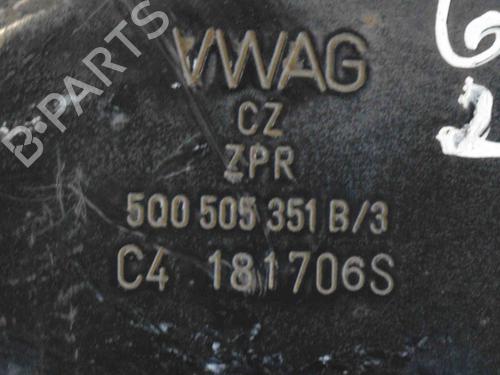 B-PARTS
VWAG
CZ
ZPR
5Q0 505 351 B/3
C4 181706S